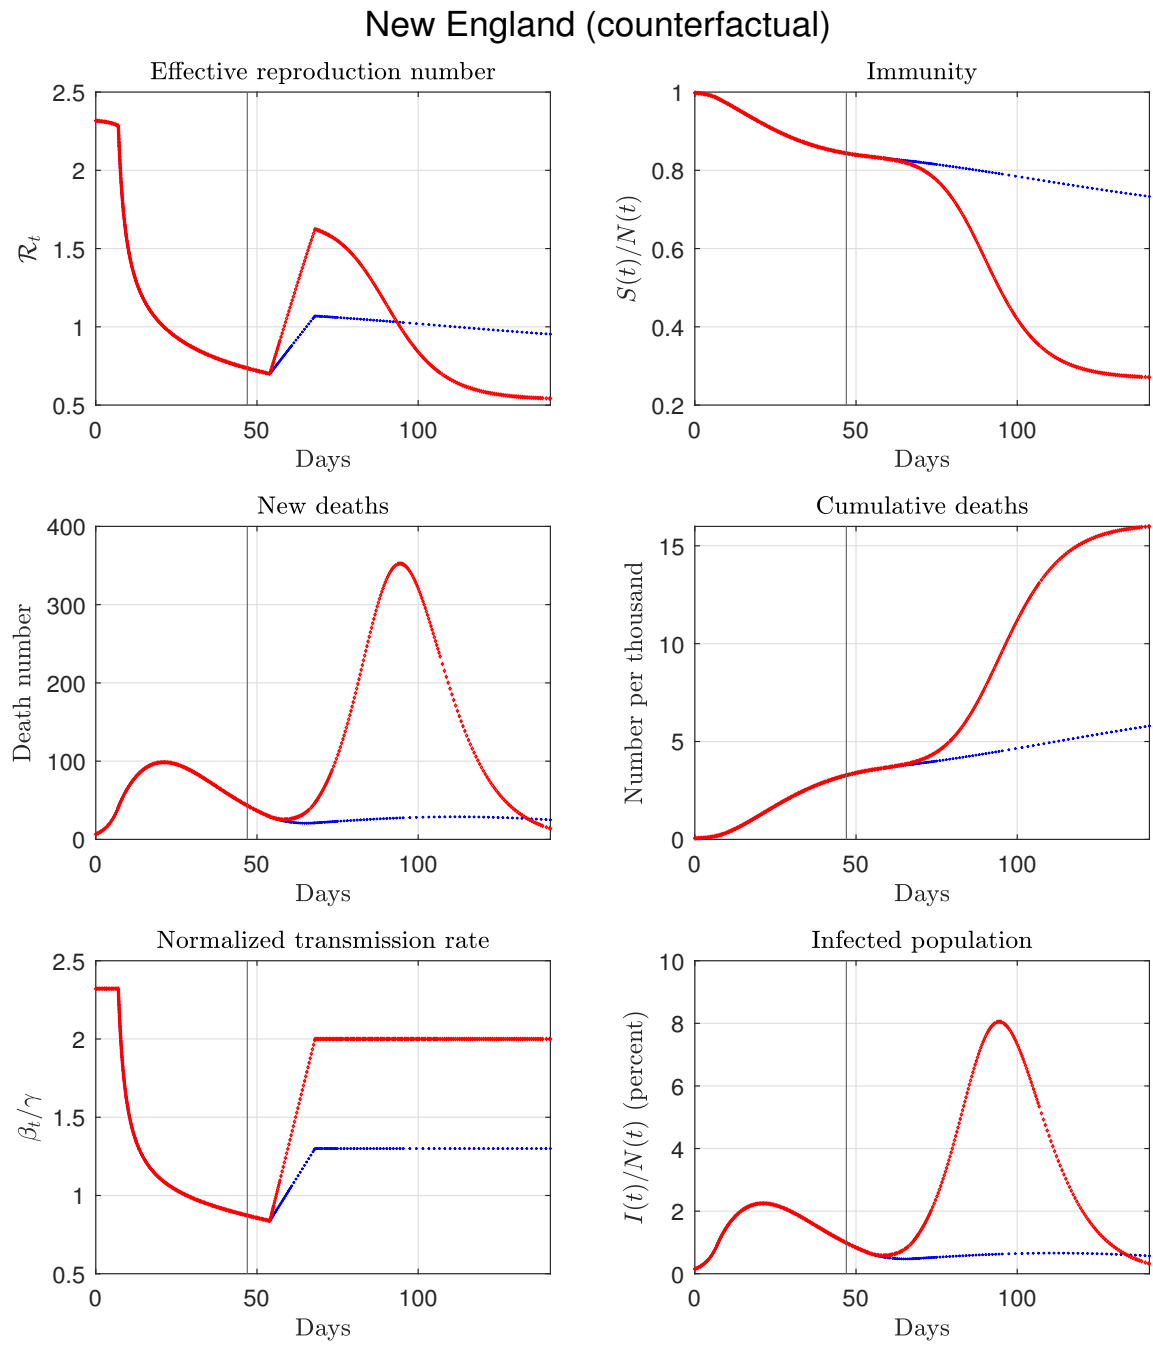 New England (counterfactual)
Effective reproduction number
2.5
2
1.5
1
0.5
0
50
100
ℛₜ
Days
Immunity
1
0.8
0.6
0.4
0.2
0
50
100
S(t)/N(t)
Days
New deaths
400
300
200
100
0
0
50
100
Death number
Days
Cumulative deaths
15
10
5
0
0
50
100
Number per thousand
Days
Normalized transmission rate
2.5
2
1.5
1
0.5
0
50
100
βₜ/γ
Days
Infected population
10
8
6
4
2
0
0
50
100
I(t)/N(t) (percent)
Days